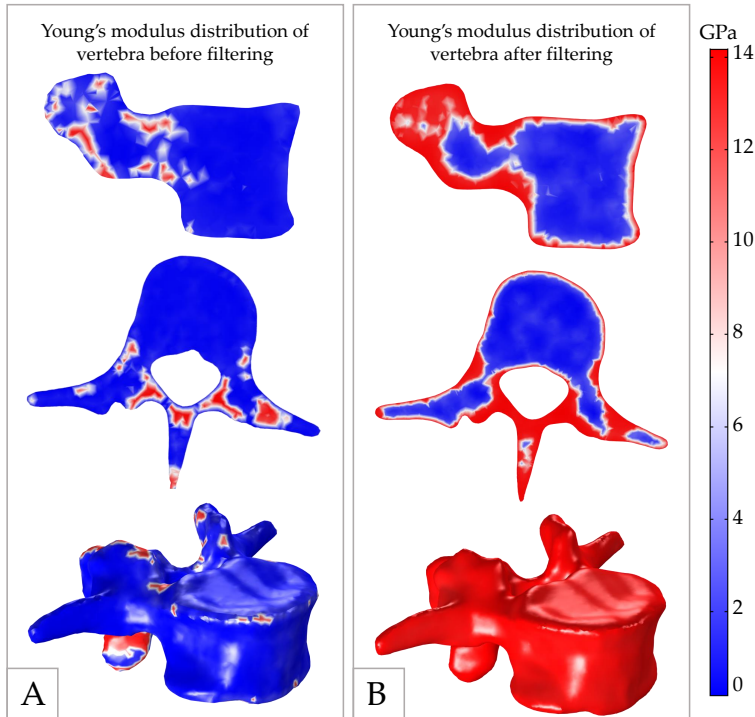 Young’s modulus distribution of
vertebra before filtering
Young’s modulus distribution of
vertebra after filtering
GPa
14
12
10
8
6
4
2
0
A
B